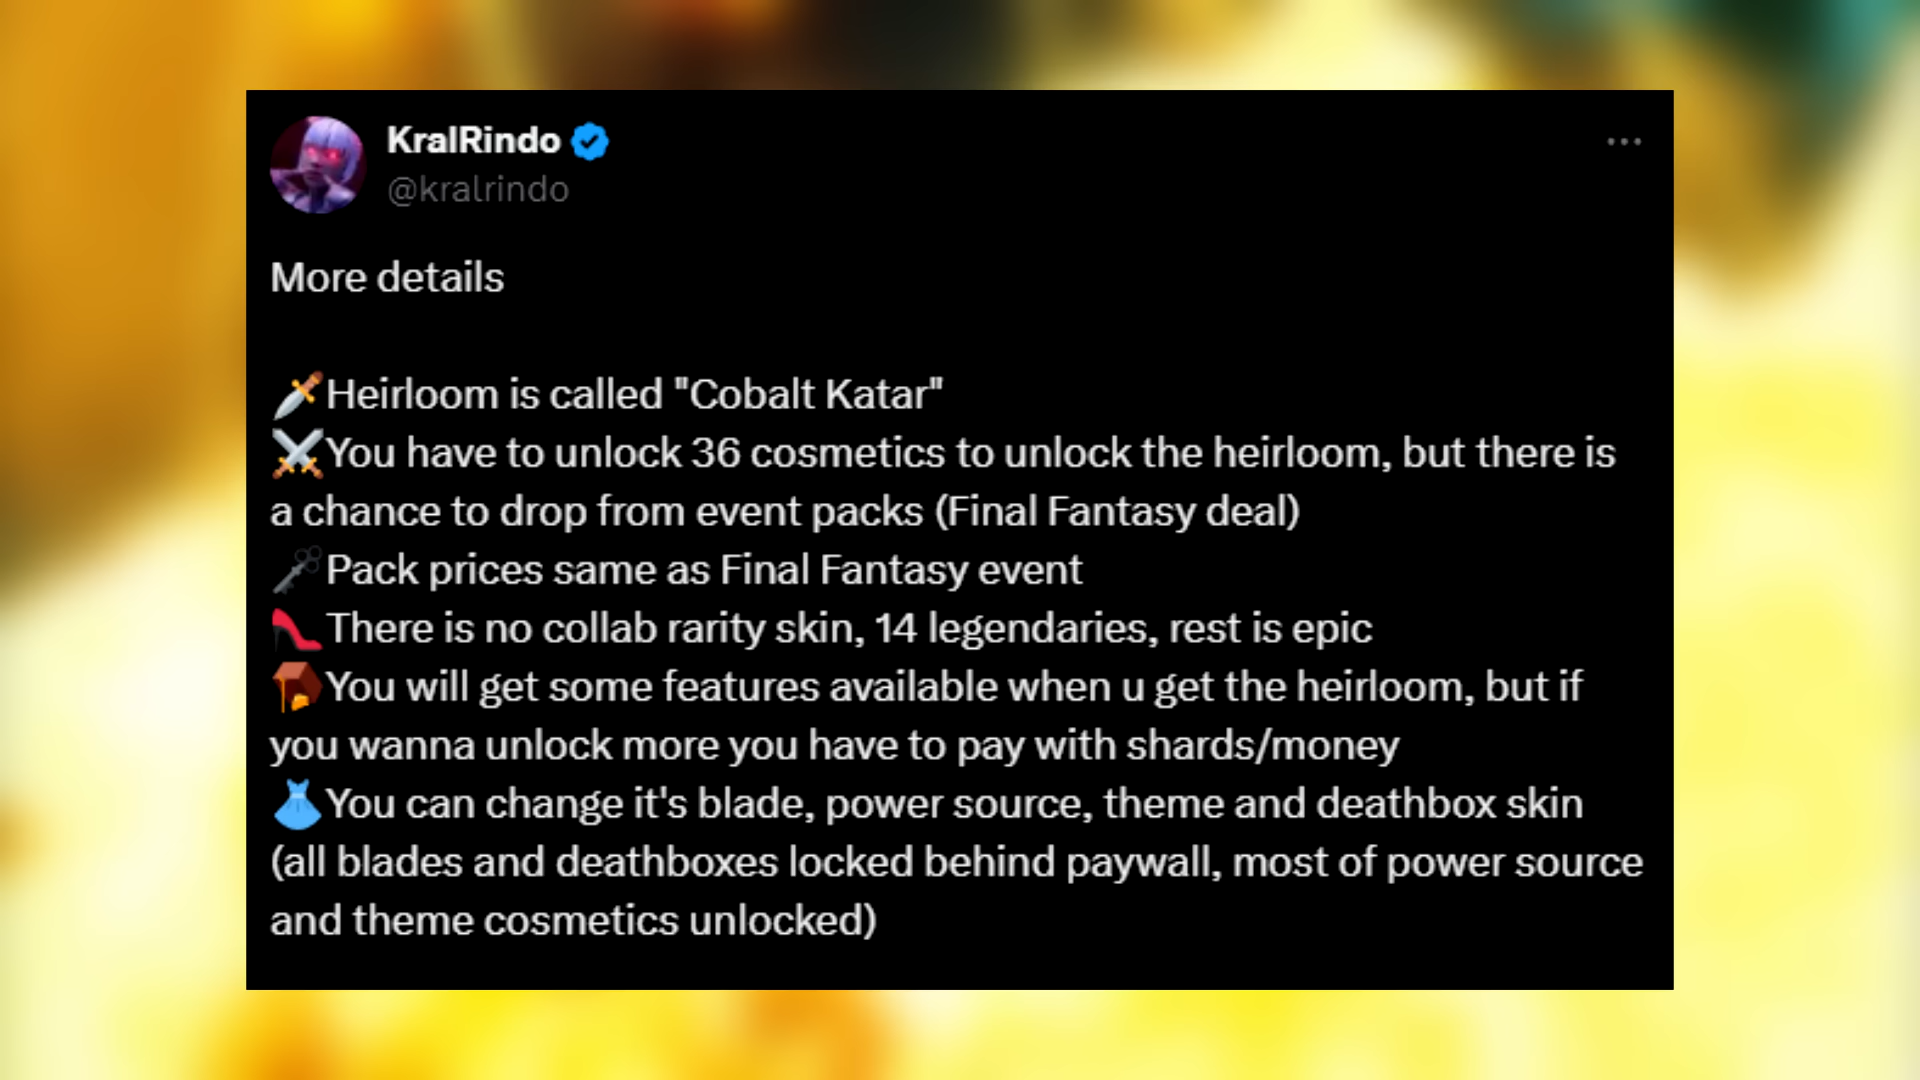 KralRindo
@kralrindo
More details
🗡️Heirloom is called "Cobalt Katar"
⚔️You have to unlock 36 cosmetics to unlock the heirloom, but there is
a chance to drop from event packs (Final Fantasy deal)
🗝️Pack prices same as Final Fantasy event
👠There is no collab rarity skin, 14 legendaries, rest is epic
🫔You will get some features available when u get the heirloom, but if
you wanna unlock more you have to pay with shards/money
👗You can change it's blade, power source, theme and deathbox skin
(all blades and deathboxes locked behind paywall, most of power source
and theme cosmetics unlocked)